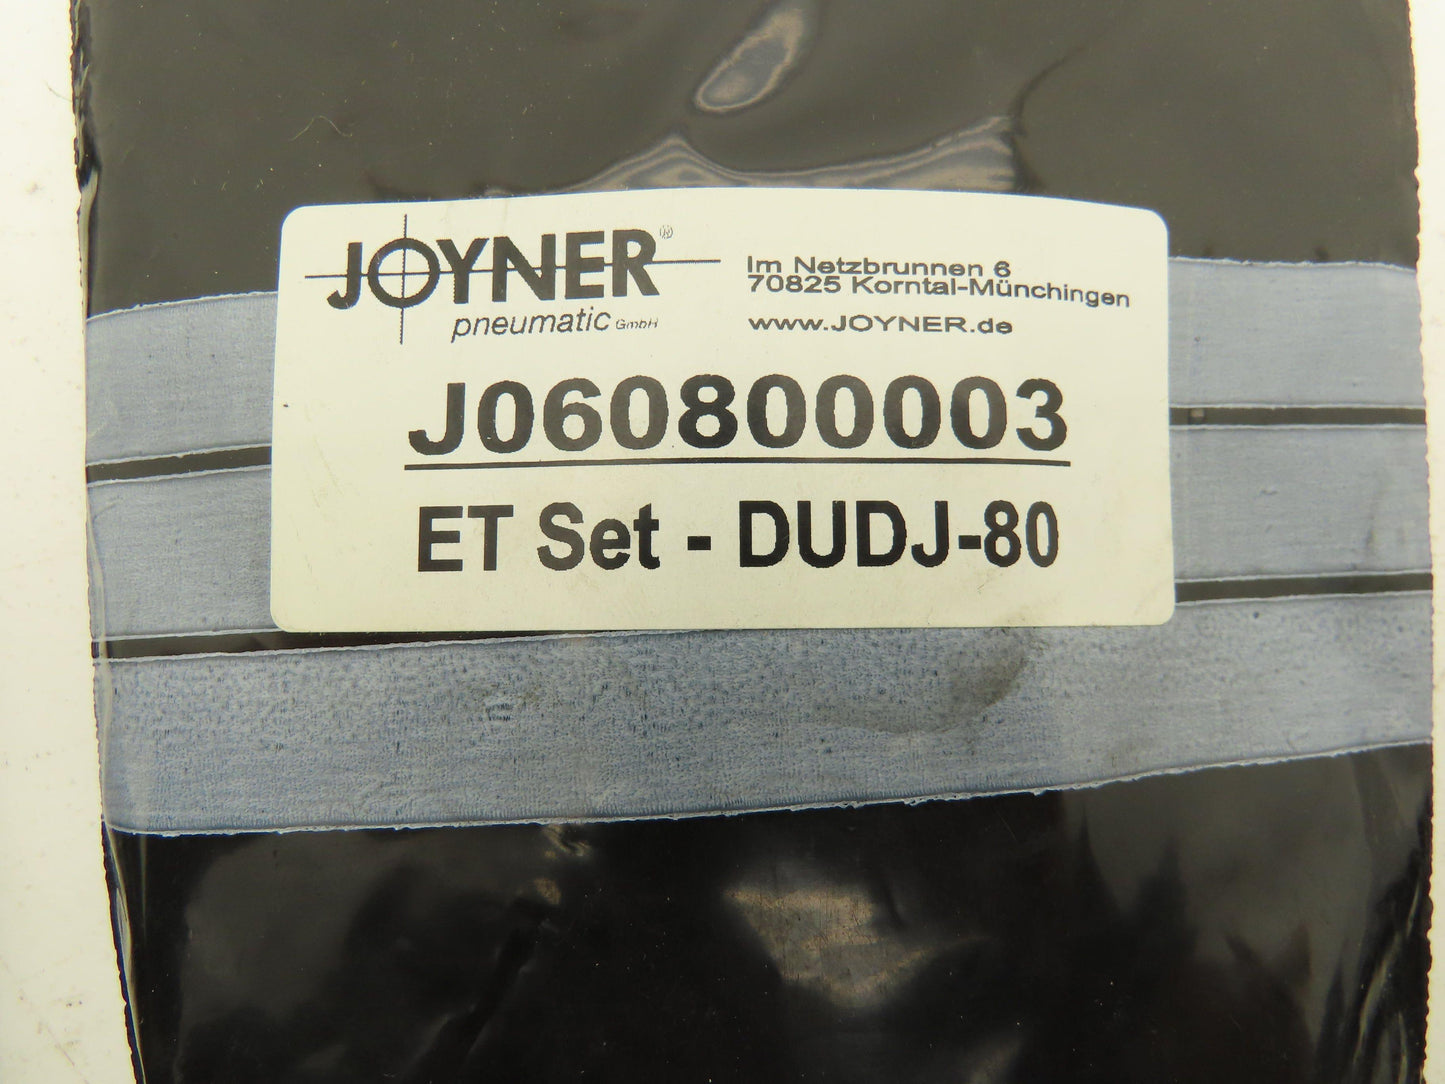 JOYNER®
pneumatic GmbH
Im Netzbrunnen 6
70825 Korntal-Münchingen
www.JOYNER.de
J060800003
ET Set - DUDJ-80